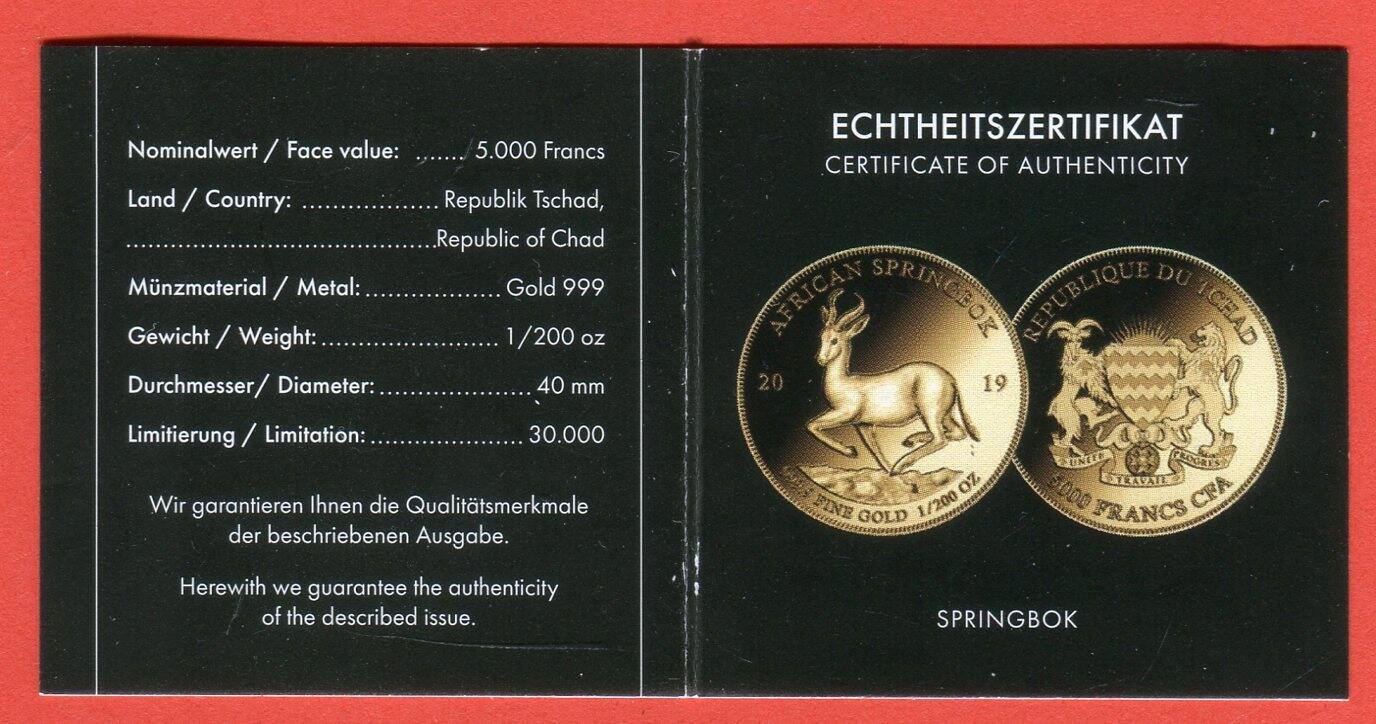 Nominalwert / Face value: ....... 5.000 Francs
Land / Country: .................. Republik Tschad,
........................................Republic of Chad
Münzmaterial / Metal:.................. Gold 999
Gewicht / Weight:....................... 1/200 oz
Durchmesser/ Diameter:.................... 40 mm
Limitierung / Limitation:.................... 30.000
Wir garantieren Ihnen die Qualitätsmerkmale
der beschriebenen Ausgabe.
Herewith we guarantee the authenticity
of the described issue.
ECHTHEITSZERTIFIKAT
CERTIFICATE OF AUTHENTICITY
AFRICAN SPRINGBOK
20 19
FINE GOLD 1/200 OZ
REPUBLIQUE DU TCHAD
UNITE TRAVAIL PROGRES
5000 FRANCS CFA
SPRINGBOK